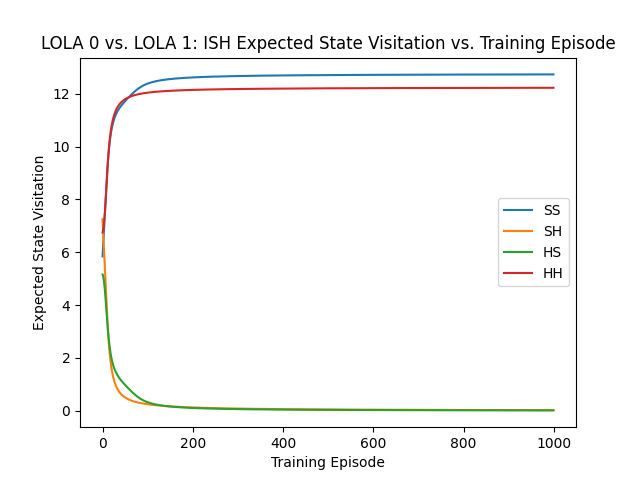 LOLA 0 vs. LOLA 1: ISH Expected State Visitation vs. Training Episode
Expected State Visitation
12
10
8
6
4
2
0
SS
SH
HS
HH
0 200 400 600 800 1000
Training Episode